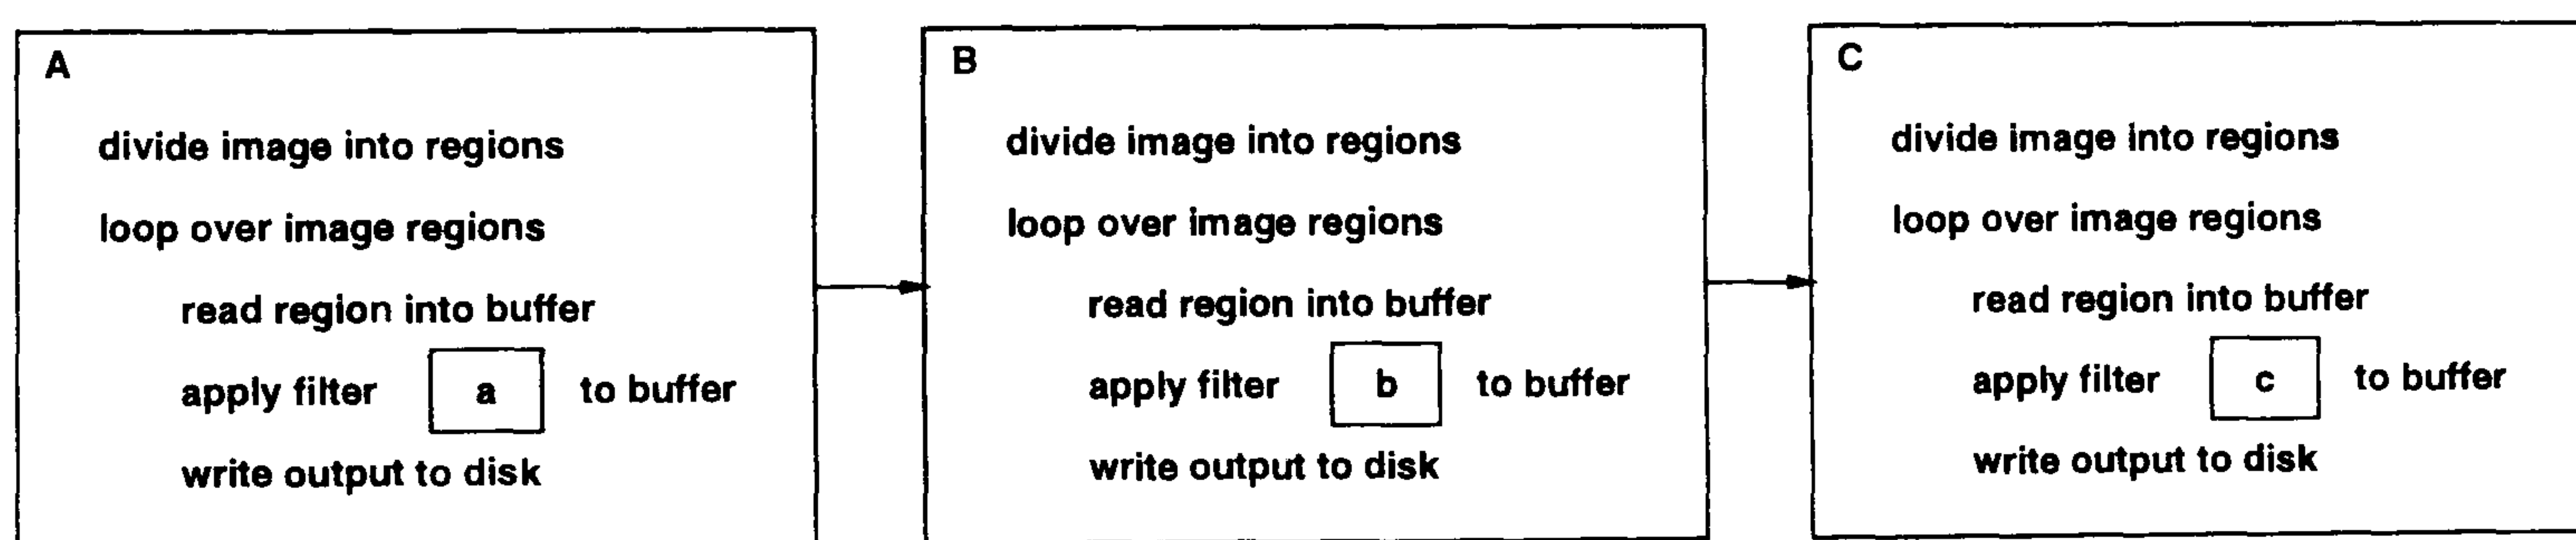 A
divide image into regions
loop over image regions
read region into buffer
apply filter a to buffer
write output to disk
B
divide image into regions
loop over image regions
read region into buffer
apply filter b to buffer
write output to disk
C
divide image into regions
loop over image regions
read region into buffer
apply filter c to buffer
write output to disk